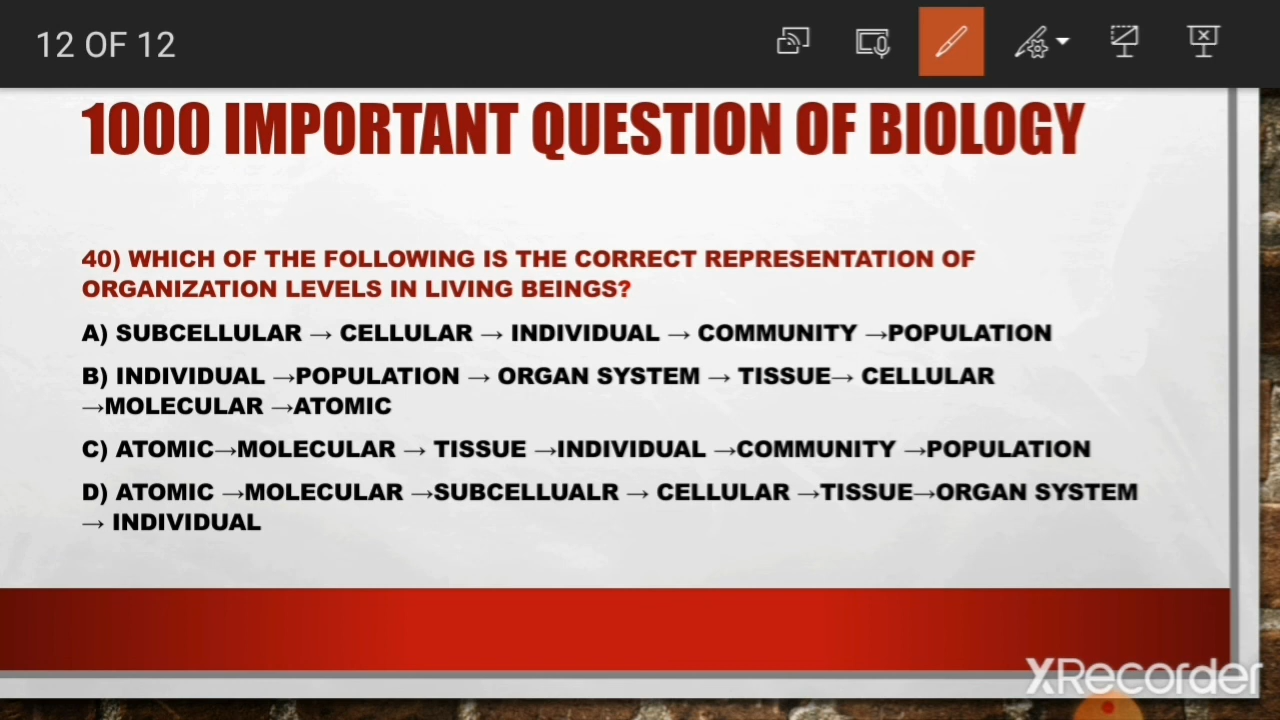 12 OF 12
1000 IMPORTANT QUESTION OF BIOLOGY
40) WHICH OF THE FOLLOWING IS THE CORRECT REPRESENTATION OF
ORGANIZATION LEVELS IN LIVING BEINGS?
A) SUBCELLULAR → CELLULAR → INDIVIDUAL → COMMUNITY →POPULATION
B) INDIVIDUAL →POPULATION → ORGAN SYSTEM → TISSUE→ CELLULAR
→MOLECULAR →ATOMIC
C) ATOMIC→MOLECULAR → TISSUE →INDIVIDUAL →COMMUNITY →POPULATION
D) ATOMIC →MOLECULAR →SUBCELLUALR → CELLULAR →TISSUE→ORGAN SYSTEM
→ INDIVIDUAL
XRecorder